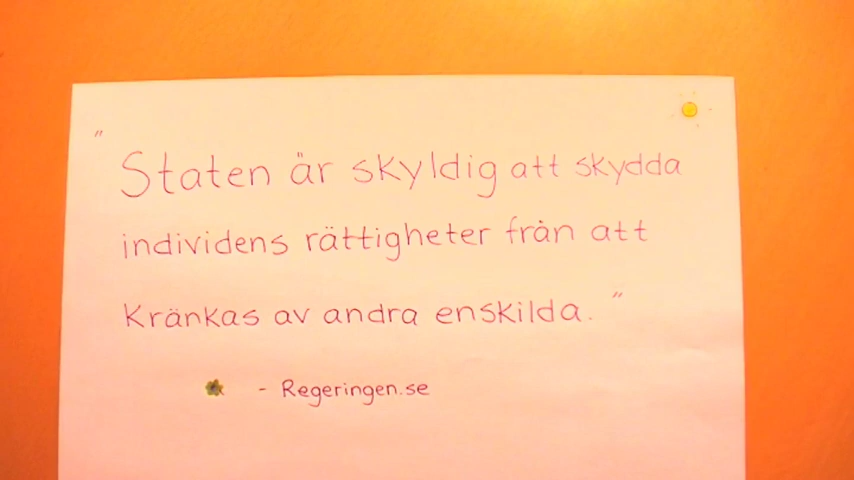 "Staten är skyldig att skydda
individens rättigheter från att
kränkas av andra enskilda."
- Regeringen.se